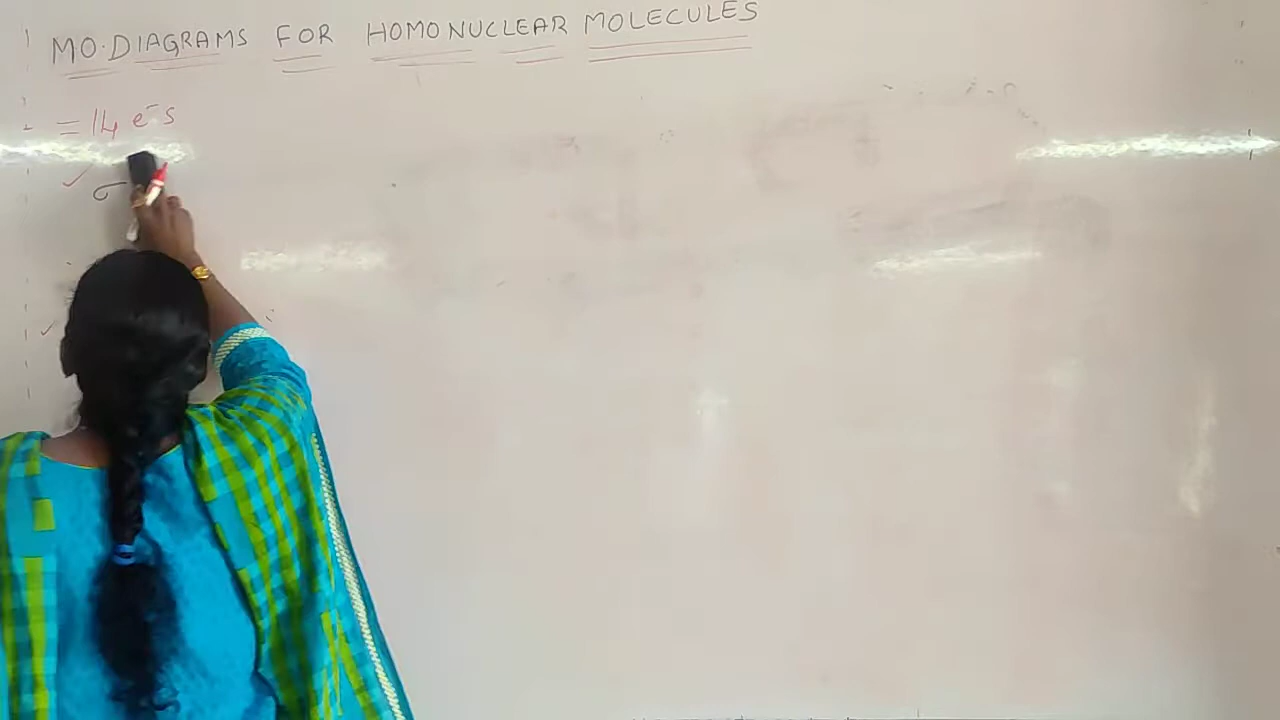 MO.DIAGRAMS FOR HOMONUCLEAR MOLECULES
= 14 e⁻s
σ